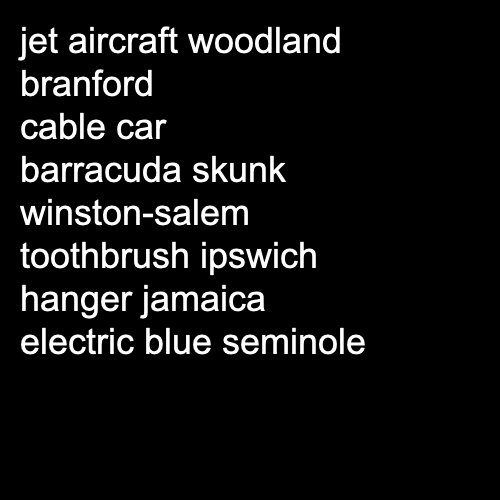 jet aircraft woodland
branford
cable car
barracuda skunk
winston-salem
toothbrush ipswich
hanger jamaica
electric blue seminole